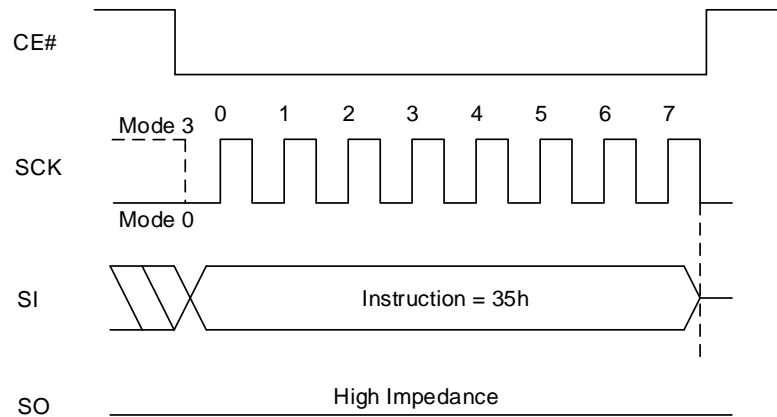 CE#
0 1 2 3 4 5 6 7
Mode 3
SCK
Mode 0
SI
Instruction = 35h
High Impedance
SO